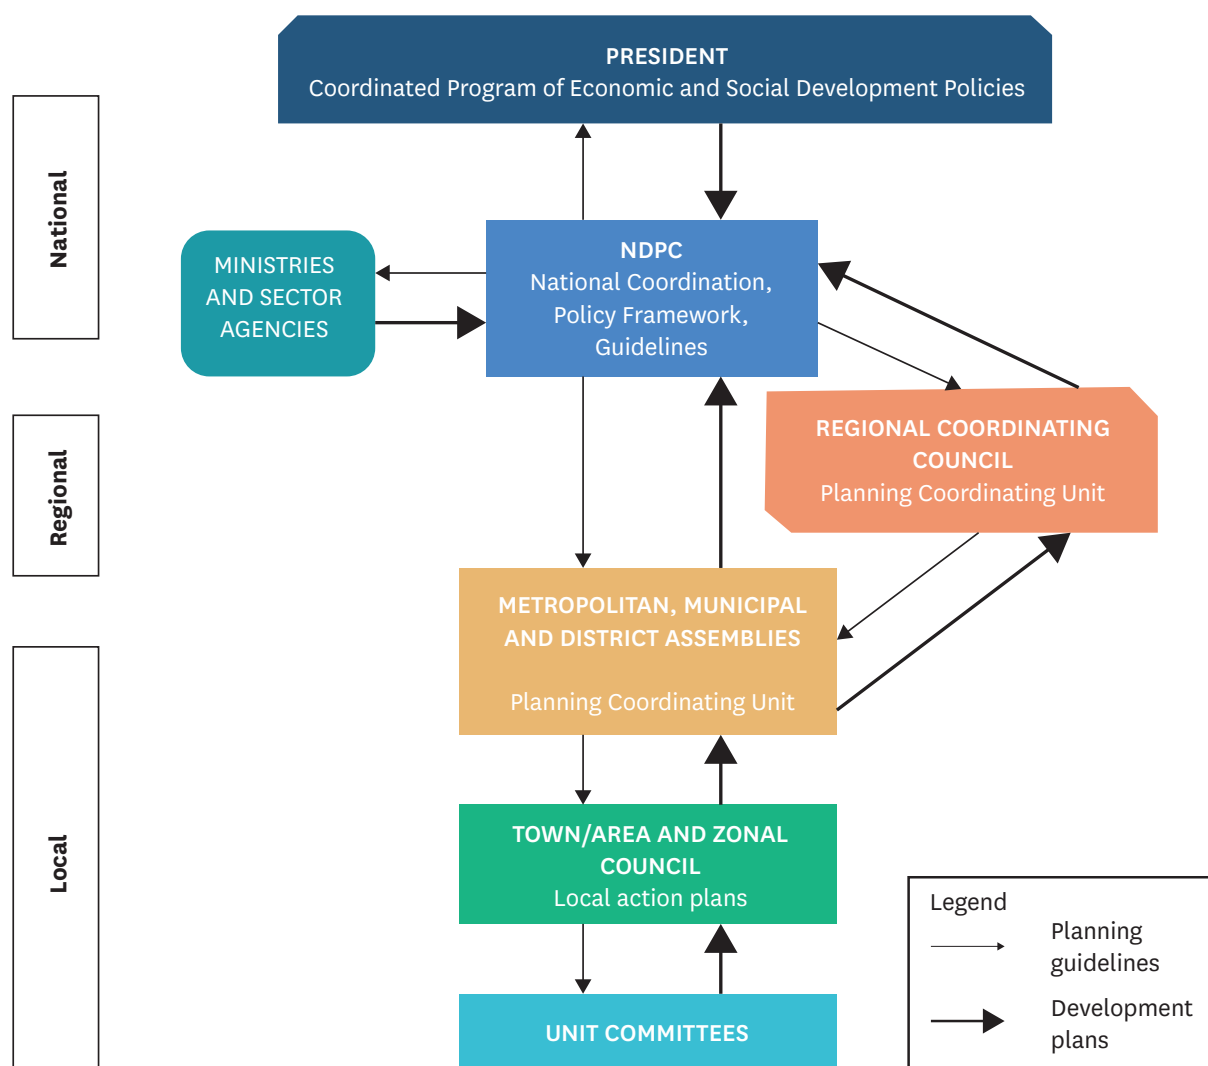 PRESIDENT
Coordinated Program of Economic and Social Development Policies
National
MINISTRIES
AND SECTOR
AGENCIES
NDPC
National Coordination,
Policy Framework,
Guidelines
Regional
REGIONAL COORDINATING
COUNCIL
Planning Coordinating Unit
METROPOLITAN, MUNICIPAL
AND DISTRICT ASSEMBLIES
Planning Coordinating Unit
Local
TOWN/AREA AND ZONAL
COUNCIL
Local action plans
UNIT COMMITTEES
Legend
Planning
guidelines
Development
plans